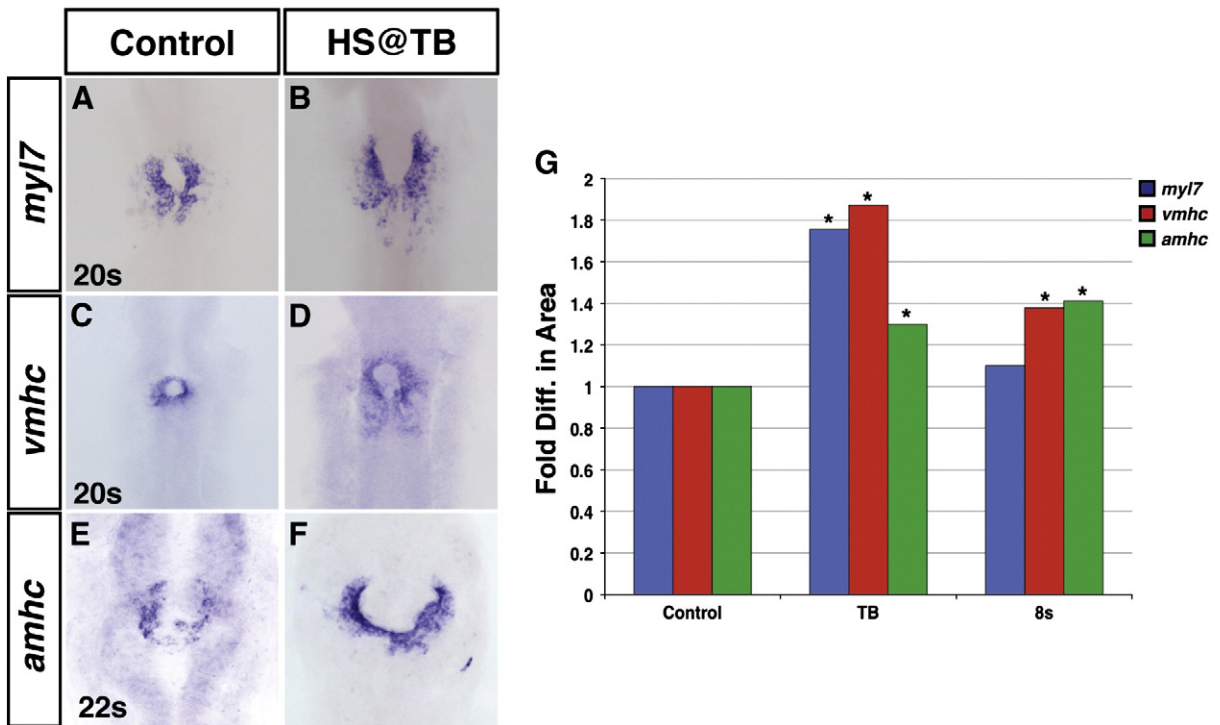 Control
HS@TB
myl7
A
20s
B
vmhc
C
20s
D
amhc
E
22s
F
G
Fold Diff. in Area
2
1.8
1.6
1.4
1.2
1
0.8
0.6
0.4
0.2
0
*
*
*
*
*
Control
TB
8s
myl7
vmhc
amhc